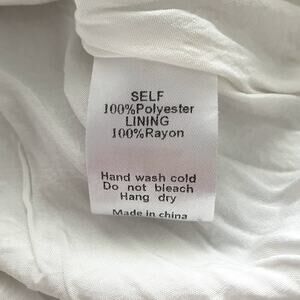 SELF
100%Polyester
LINING
100%Rayon
Hand wash cold
Do not bleach
Hang dry
Made in china